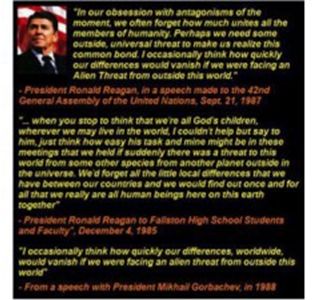 "In our obsession with antagonisms of the
moment, we often forget how much unites all the
members of humanity. Perhaps we need some
outside, universal threat to make us realize this
common bond. I occasionally think how quickly
our differences would vanish if we were facing an
Alien Threat from outside this world."
- President Ronald Reagan, in a speech made to the 42nd
General Assembly of the United Nations, Sept. 21, 1987
"... when you stop to think that we're all God's children,
wherever we may live in the world, I couldn't help but say to
him, just think how easy his task and mine might be in these
meetings that we held if suddenly there was a threat to this
world from some other species from another planet outside in
the universe. We'd forget all the little local differences that we
have between our countries and we would find out once and for
all that we really are all human beings here on this earth
together"
- President Ronald Reagan to Fallston High School Students
and Faculty", December 4, 1985
"I occasionally think how quickly our differences, worldwide,
would vanish if we were facing an alien threat from outside this
world"
- From a speech with President Mikhail Gorbachev, in 1988